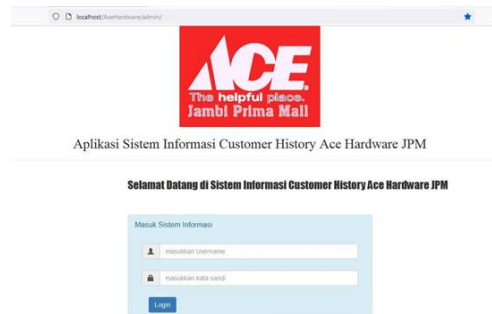 localhost/AceHardware/admin/
ACE
The helpful place.
Jambi Prima Mall
Aplikasi Sistem Informasi Customer History Ace Hardware JPM
Selamat Datang di Sistem Informasi Customer History Ace Hardware JPM
Masuk Sistem Informasi
masukkan Username
masukkan kata sandi
Login